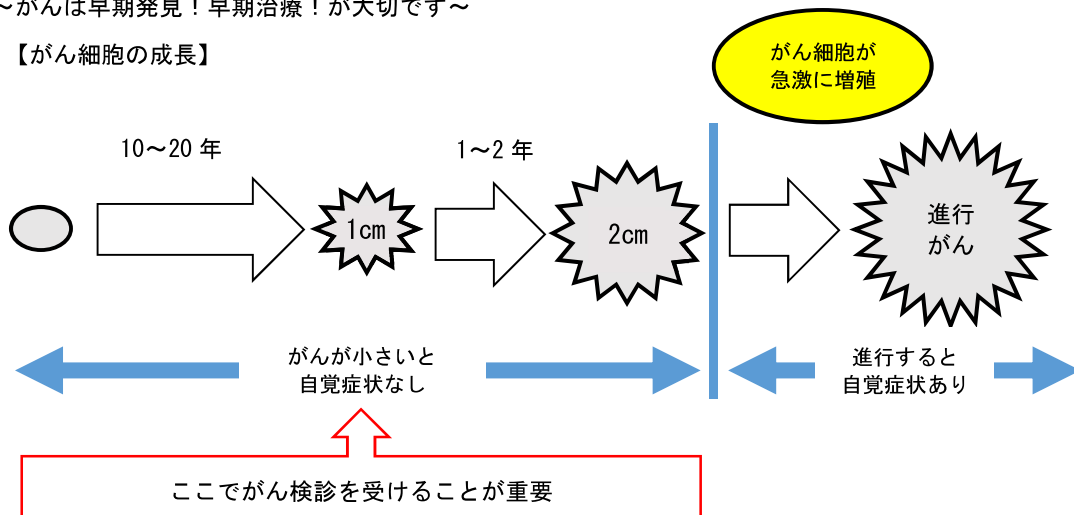 ~がんは早期発見！早期治療！が大切です~
【がん細胞の成長】
がん細胞が
急激に増殖
10~20 年
1~2 年
1cm
2cm
進行
がん
がんが小さいと
自覚症状なし
進行すると
自覚症状あり
ここでがん検診を受けることが重要